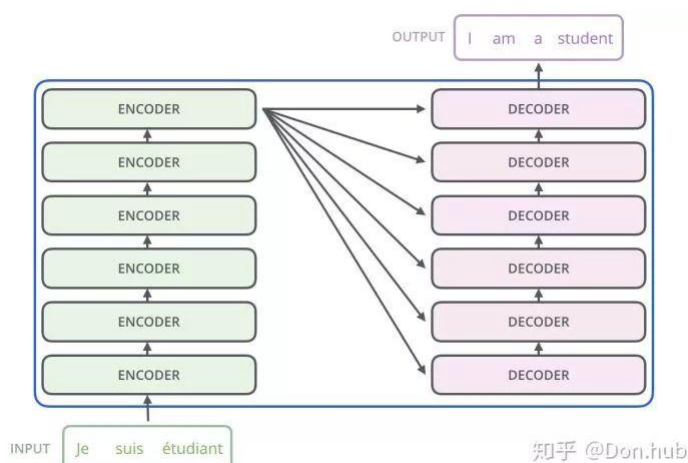 OUTPUT I am a student
ENCODER DECODER
ENCODER DECODER
ENCODER DECODER
ENCODER DECODER
ENCODER DECODER
ENCODER DECODER
INPUT Je suis étudiant
知乎 @Don.hub